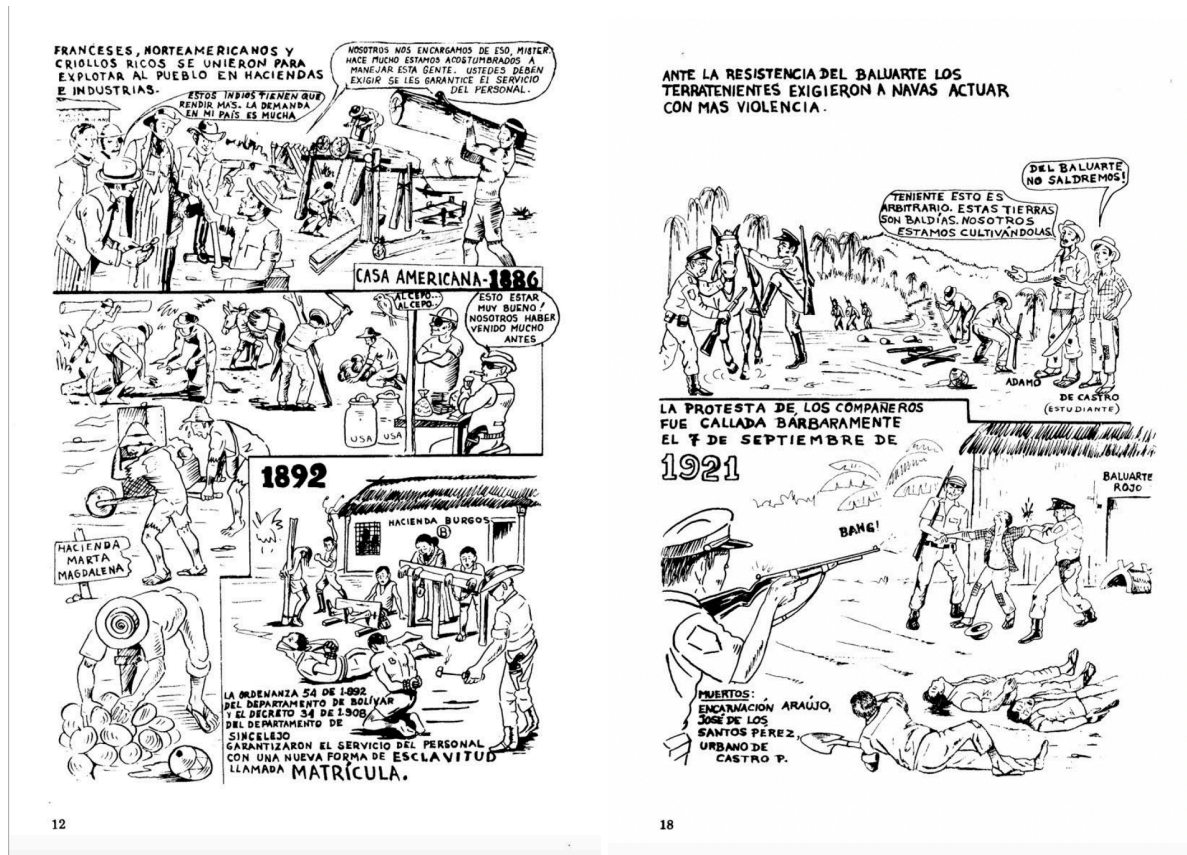 FRANCESES, NORTEAMERICANOS Y
CRIOLLOS RICOS SE UNIERON PARA
EXPLOTAR AL PUEBLO EN HACIENDAS
E INDUSTRIAS.
ESTOS INDIOS TIENEN QUE
RENDIR MAS. LA DEMANDA
EN MI PAÍS ES MUCHA
NOSOTROS NOS ENCARGAMOS DE ESO, MISTER.
HACE MUCHO ESTAMOS ACOSTUMBRADOS A
MANEJAR ESTA GENTE. USTEDES DEBEN
EXIGIR SE LES GARANTICE EL SERVICIO
DEL PERSONAL.
CASA AMERICANA-1886
AL CEPO...
AL CEPO..
ESTO ESTAR
MUY BUENO!
NOSOTROS HABER
VENIDO MUCHO
ANTES
USA
USA
HACIENDA
MARTA
MAGDALENA
1892
HACIENDA BURGOS
B
LA ORDENANZA 54 DE 1.892
DEL DEPARTAMENTO DE BOLÍVAR
Y EL DECRETO 34 DE 1.908
DEL DEPARTAMENTO DE
SINCELEJO
GARANTIZARON EL SERVICIO DEL PERSONAL
CON UNA NUEVA FORMA DE ESCLAVITUD
LLAMADA MATRÍCULA.
12
ANTE LA RESISTENCIA DEL BALUARTE LOS
TERRATENIENTES EXIGIERON A NAVAS ACTUAR
CON MAS VIOLENCIA.
DEL BALUARTE
NO SALDREMOS!
TENIENTE ESTO ES
ARBITRARIO. ESTAS TIERRAS
SON BALDÍAS. NOSOTROS
ESTAMOS CULTIVÁNDOLAS
ADAMO
DE CASTRO
(ESTUDIANTE)
LA PROTESTA DE LOS COMPAÑEROS
FUE CALLADA BÁRBARAMENTE
EL 7 DE SEPTIEMBRE DE
1921
BALUARTE
ROJO
BANG!
MUERTOS:
ENCARNACIÓN ARAÚJO,
JOSÉ DE LOS
SANTOS PEREZ,
URBANO DE
CASTRO P.
18